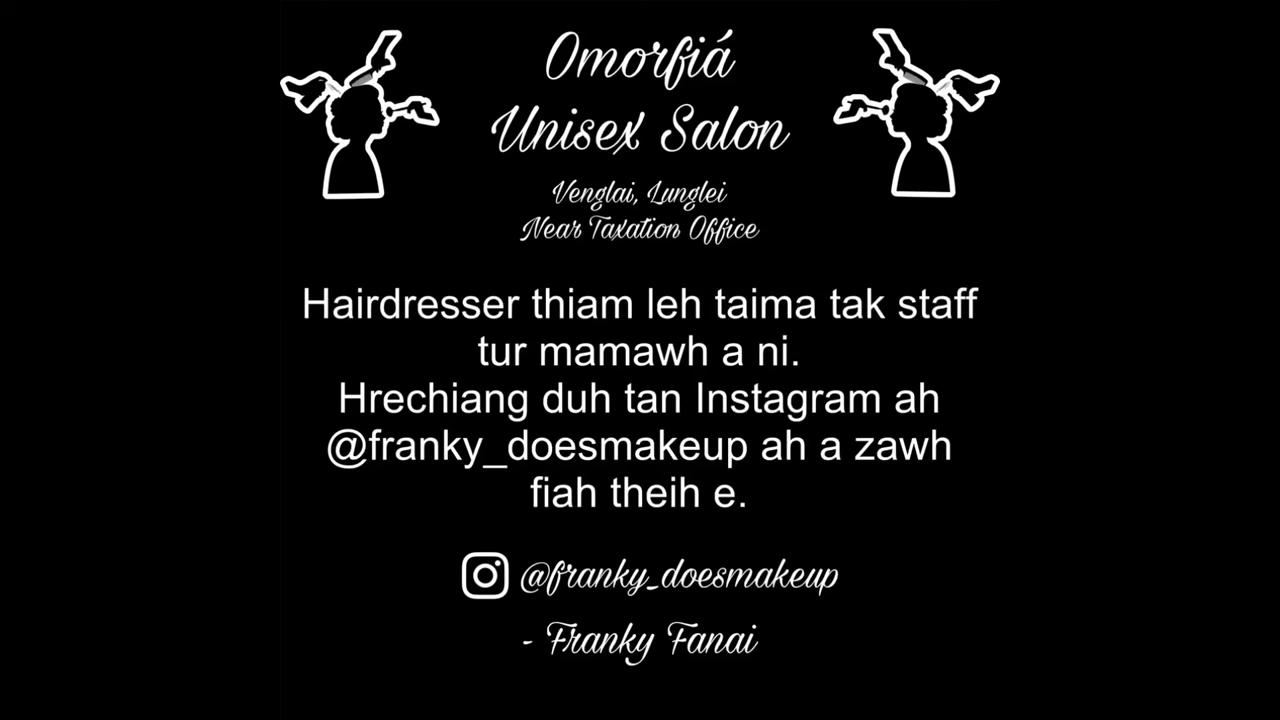 Omorfiá
Unisex Salon
Venglai, Lunglei
Near Taxation Office
Hairdresser thiam leh taima tak staff
tur mamawh a ni.
Hrechiang duh tan Instagram ah
@franky_doesmakeup ah a zawh
fiah theih e.
@franky_doesmakeup
- Franky Fanai